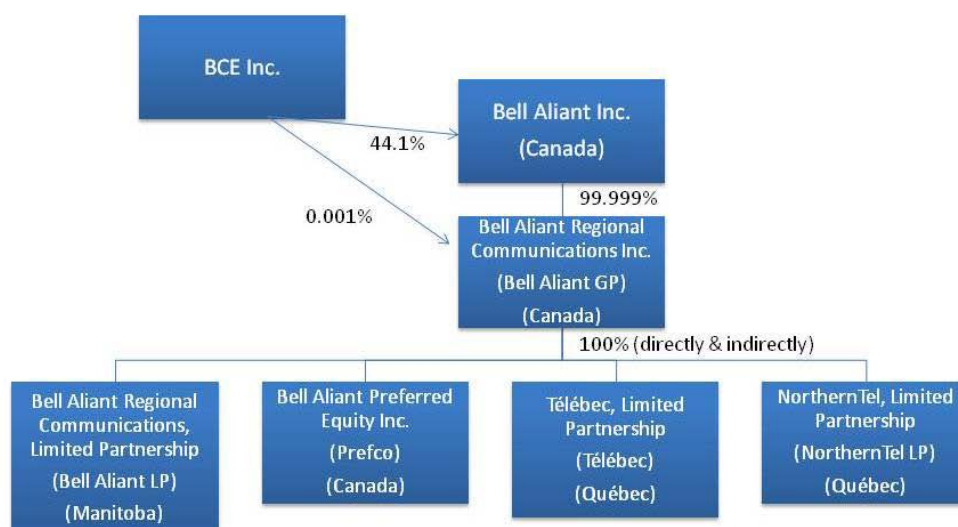 BCE Inc.
Bell Aliant Inc.
(Canada)
44.1%
99.999%
0.001%
Bell Aliant Regional
Communications Inc.
(Bell Aliant GP)
(Canada)
100% (directly & indirectly)
Bell Aliant Regional
Communications,
Limited Partnership
(Bell Aliant LP)
(Manitoba)
Bell Aliant Preferred
Equity Inc.
(Prefco)
(Canada)
Télébec, Limited
Partnership
(Télébec)
(Québec)
NorthernTel, Limited
Partnership
(NorthernTel LP)
(Québec)